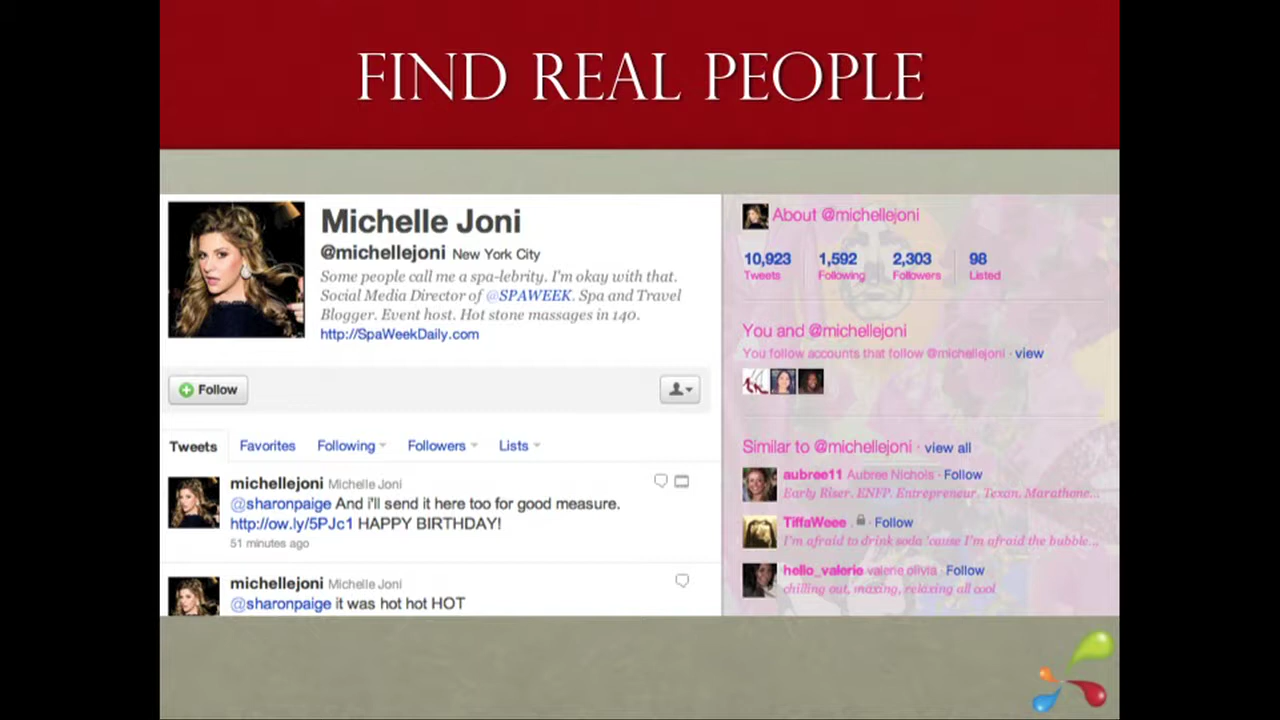 FIND REAL PEOPLE
Michelle Joni
@michellejoni New York City
Some people call me a spa-lebrity. I'm okay with that.
Social Media Director of @SPAWEEK. Spa and Travel
Blogger. Event host. Hot stone massages in 140.
http://SpaWeekDaily.com
Follow
Tweets Favorites Following Followers Lists
michellejoni Michelle Joni
@sharonpaige And i'll send it here too for good measure.
http://ow.ly/5PJc1 HAPPY BIRTHDAY!
51 minutes ago
michellejoni Michelle Joni
@sharonpaige it was hot hot HOT
About @michellejoni
10,923 1,592 2,303 98
Tweets Following Followers Listed
You and @michellejoni
You follow accounts that follow @michellejoni · view
Similar to @michellejoni · view all
aubree11 Aubree Nichols · Follow
Early Riser. ENFP. Entrepreneur. Texan. Marathone...
TiffaWeee . · Follow
I'm afraid to drink soda 'cause I'm afraid the bubble...
hello_valerie valerie olivia · Follow
chilling out, maxing, relaxing all cool